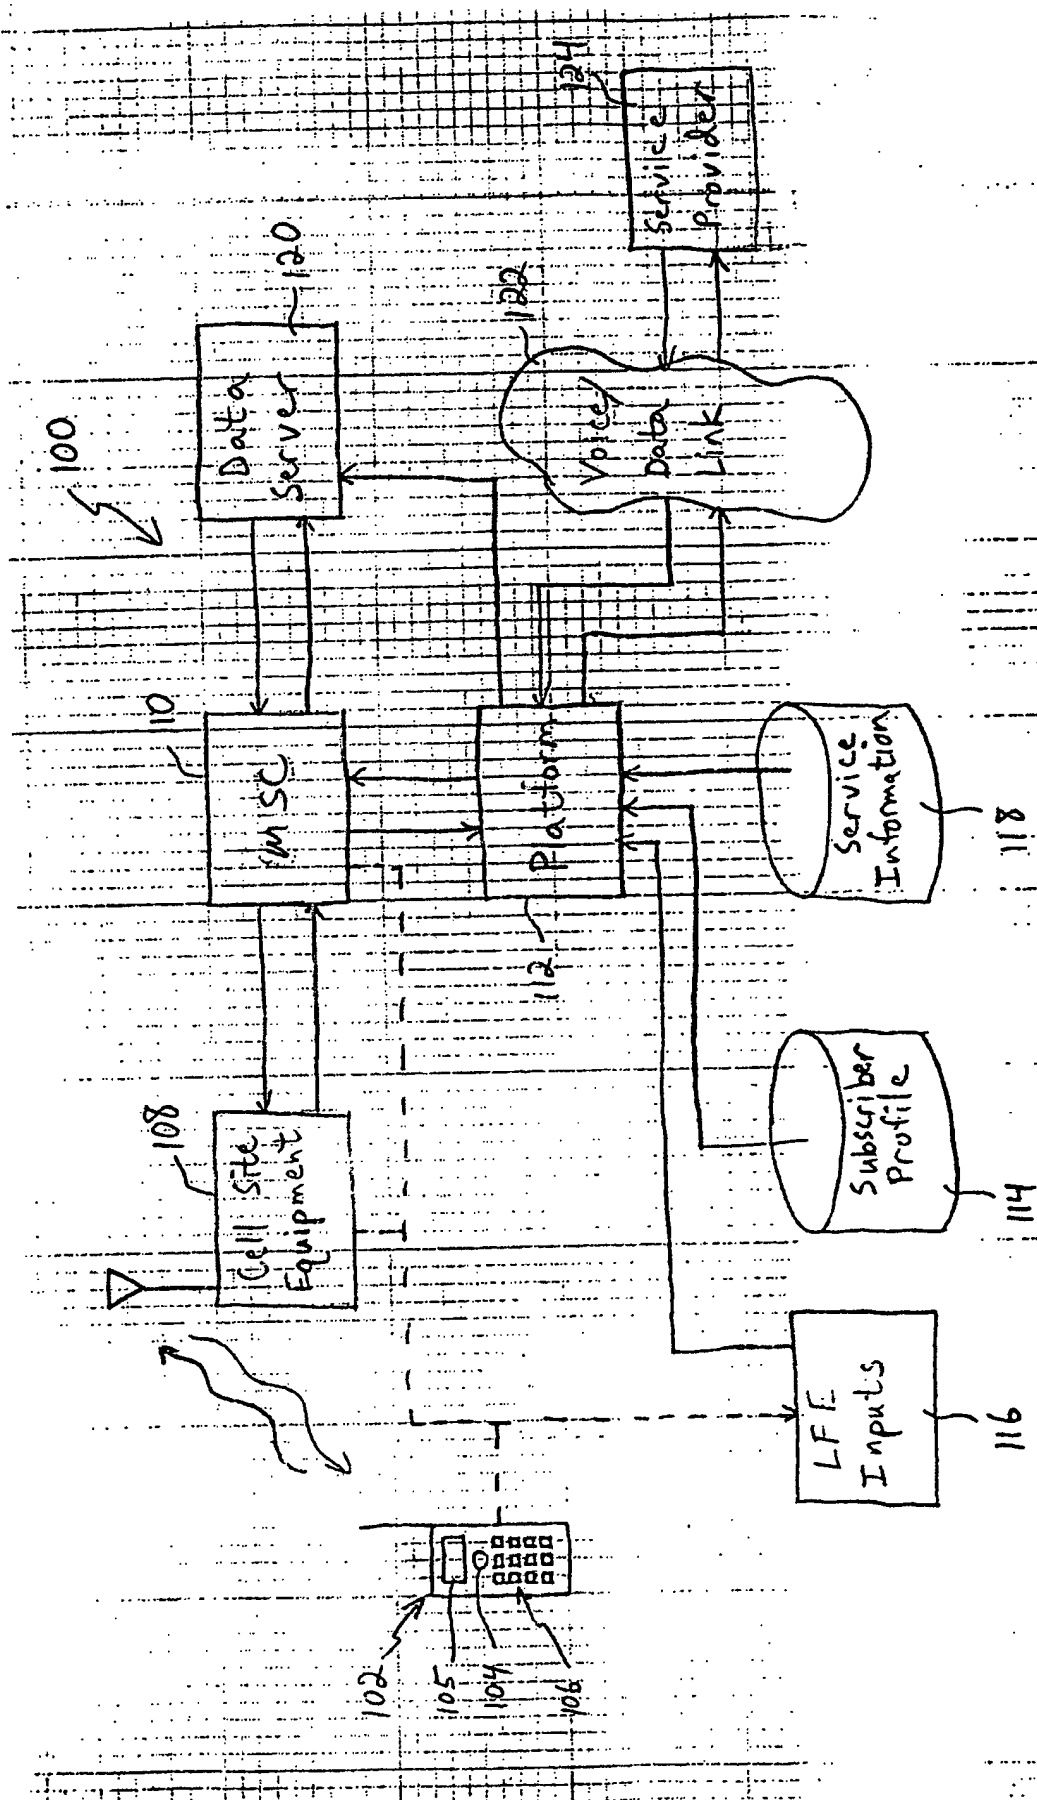 100
108
Cell Site
Equipment
10
MSC
Data
Server
120
102
105
104
106
112
Platform
122
Voice/
Data
Link
124
Service
Provider
LFE
Inputs
116
Subscriber
Profile
114
Service
Information
118